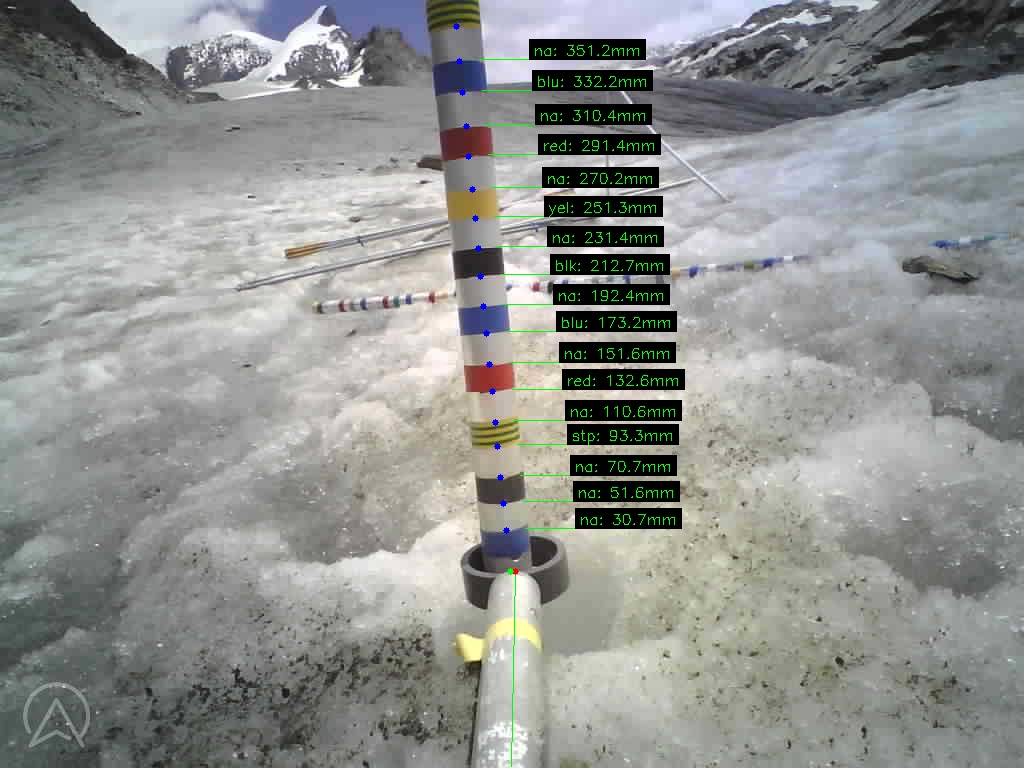 na: 351.2mm
blu: 332.2mm
na: 310.4mm
red: 291.4mm
na: 270.2mm
yel: 251.3mm
na: 231.4mm
blk: 212.7mm
na: 192.4mm
blu: 173.2mm
na: 151.6mm
red: 132.6mm
na: 110.6mm
stp: 93.3mm
na: 70.7mm
na: 51.6mm
na: 30.7mm